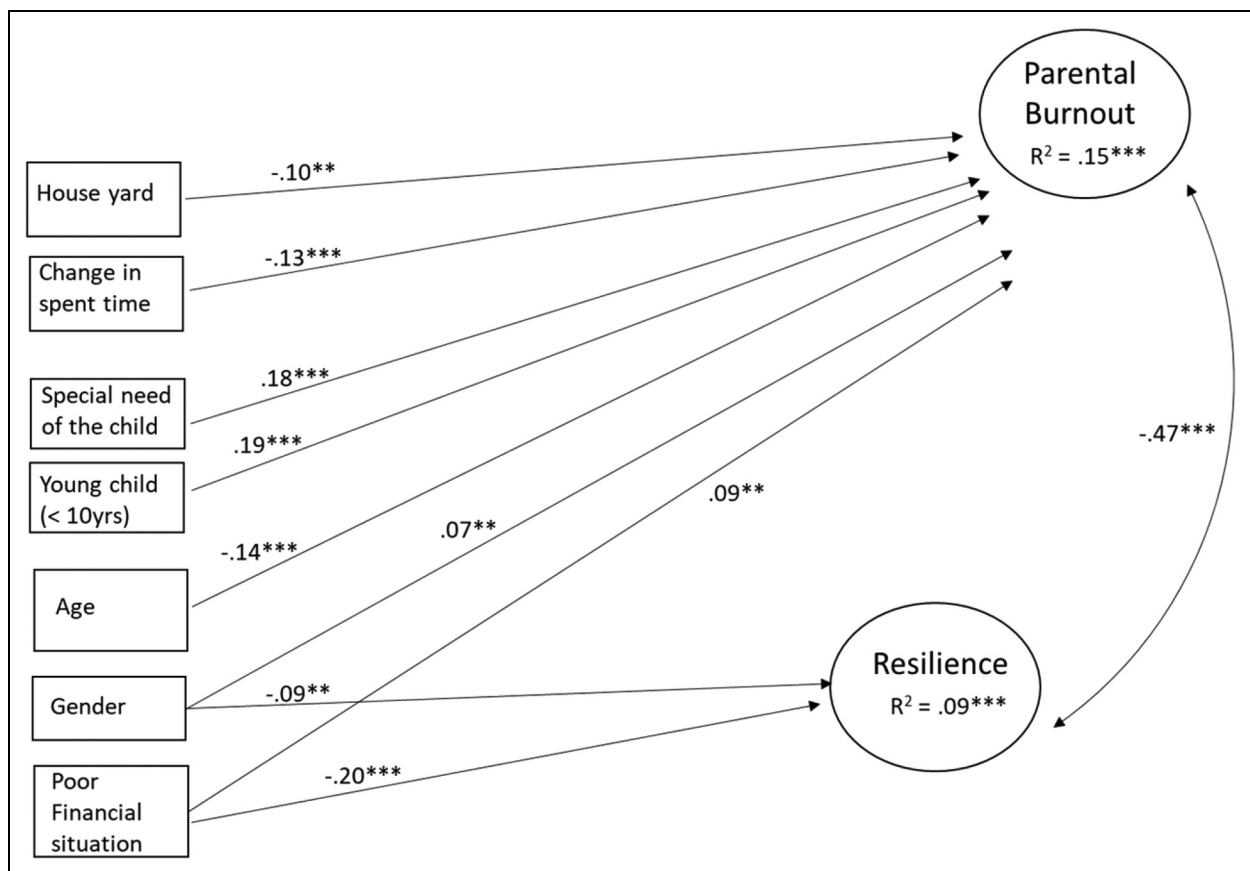 Parental
Burnout
R² = .15***
House yard
-.10**
Change in
spent time
-.13***
Special need
of the child
.18***
Young child
(< 10yrs)
.19***
Age
-.14***
.07**
.09**
-.47***
Gender
-.09**
Resilience
R² = .09***
Poor
Financial
situation
-.20***